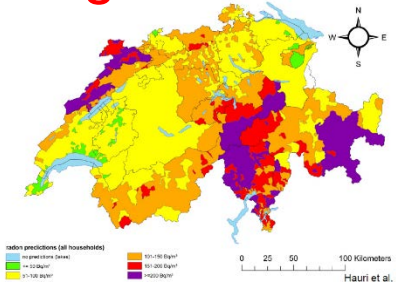 N
W E
S
radon predictions (all households)
no predictions (lakes)
<= 50 Bq/m³
51-100 Bq/m³
101-150 Bq/m³
151-200 Bq/m³
>=200 Bq/m³
0 25 50 100 Kilometers
Hauri et al.